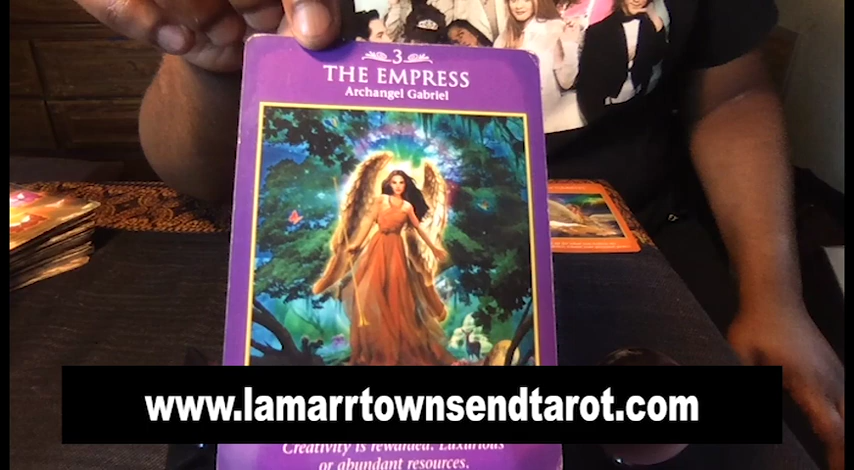 3
THE EMPRESS
Archangel Gabriel
www.lamarrtownsendtarot.com
Creativity is rewarded. Luxurious
or abundant resources.